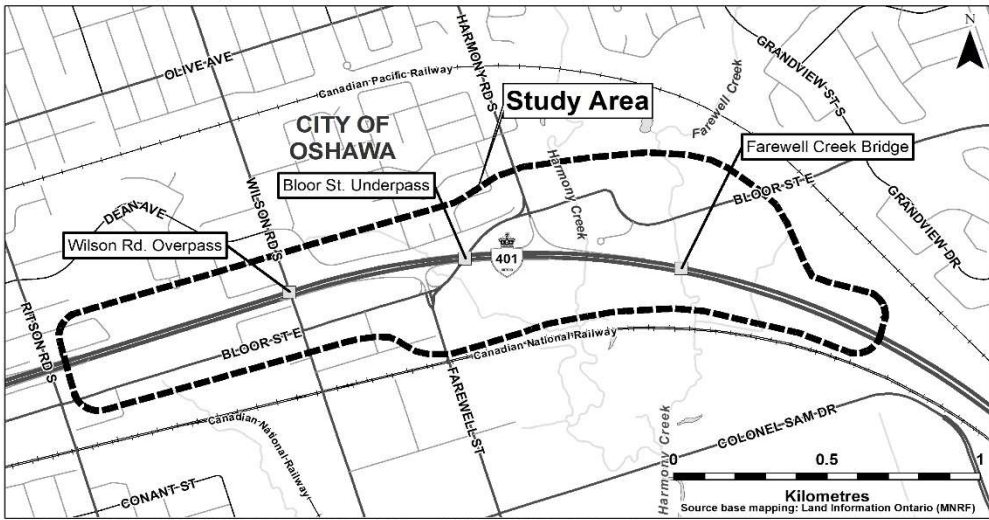 N
OLIVE AVE
HARMONY RD S
GRANDVIEW ST S
Canadian Pacific Railway
Study Area
CITY OF
OSHAWA
Farewell Creek
Farewell Creek Bridge
Harmony Creek
Bloor St. Underpass
BLOOR ST E
WILSON RD S
DEAN AVE
Wilson Rd. Overpass
GRANDVIEW DR
401
RITSON RD S
BLOOR ST E
Canadian National Railway
FAREWELL ST
Canadian National Railway
COLONEL SAM DR
Harmony Creek
CONANT ST
0 0.5 1
Kilometres
Source base mapping: Land Information Ontario (MNRF)